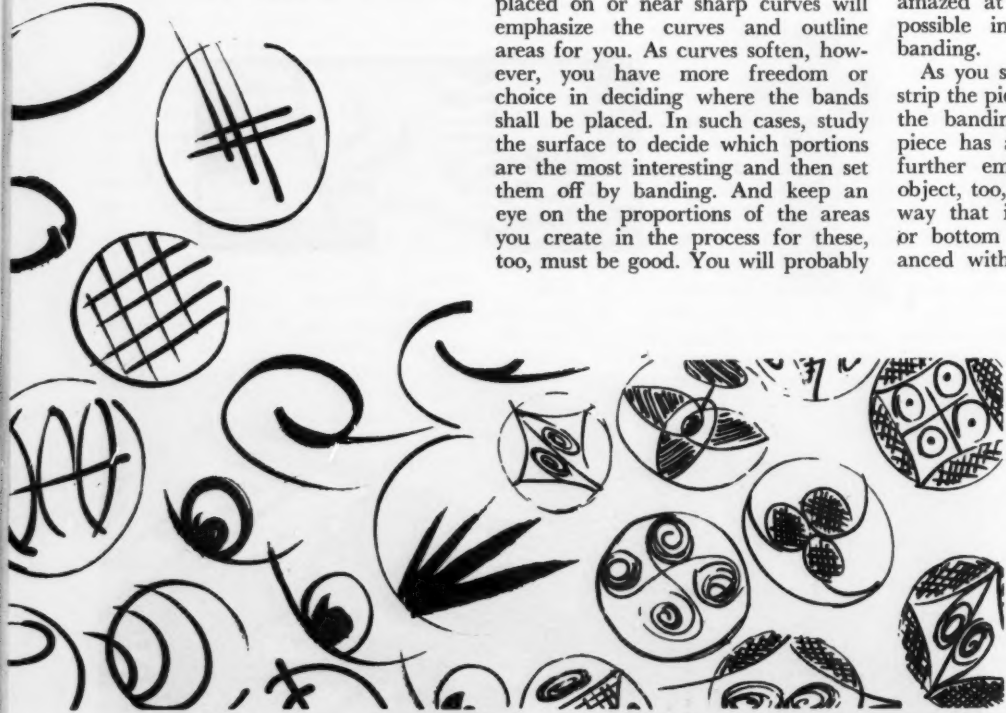 placed on or near sharp curves will
emphasize the curves and outline
areas for you. As curves soften, how-
ever, you have more freedom or
choice in deciding where the bands
shall be placed. In such cases, study
the surface to decide which portions
are the most interesting and then set
them off by banding. And keep an
eye on the proportions of the areas
you create in the process for these,
too, must be good. You will probably
amazed at
possible in
banding.
As you s
strip the pie
the bandin
piece has a
further em
object, too,
way that i
or bottom
anced with